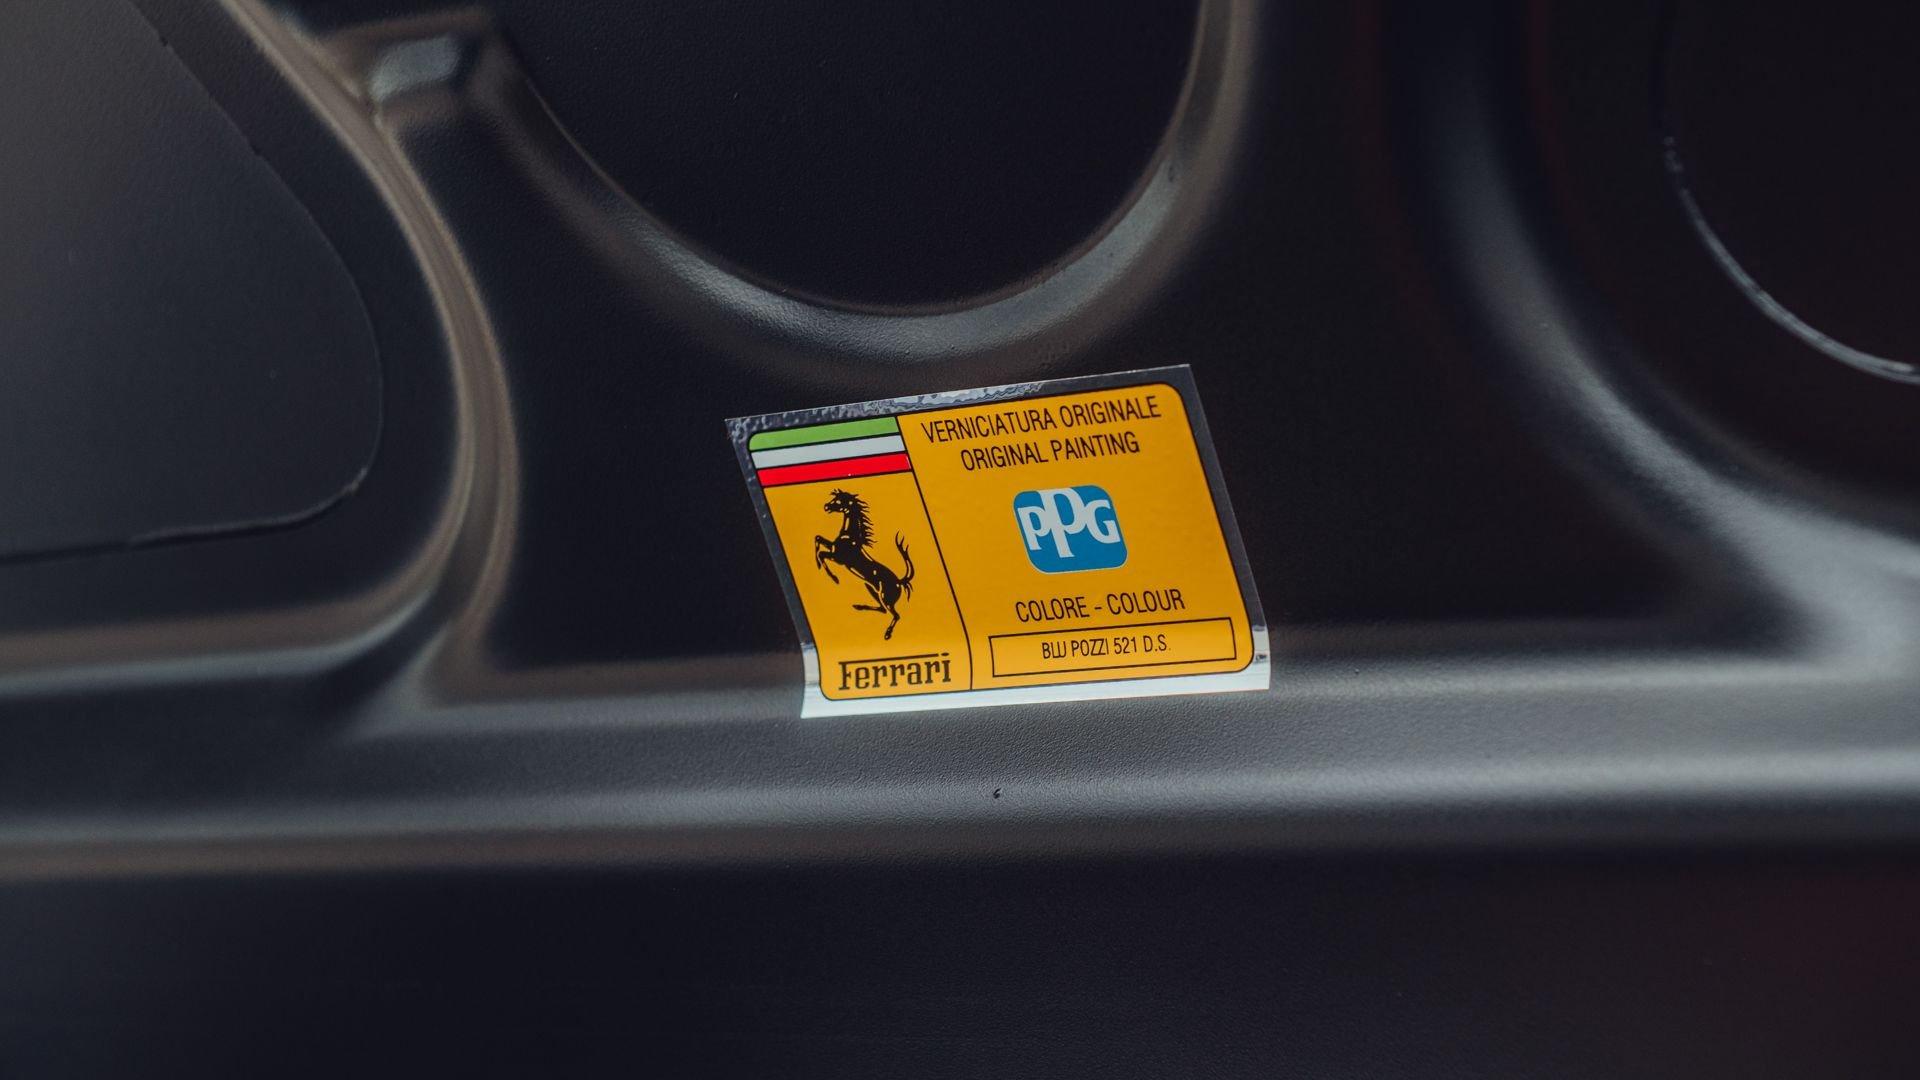 VERNICIATURA ORIGINALE
ORIGINAL PAINTING
PPG
COLORE - COLOUR
BLU POZZI 521 D.S.
Ferrari